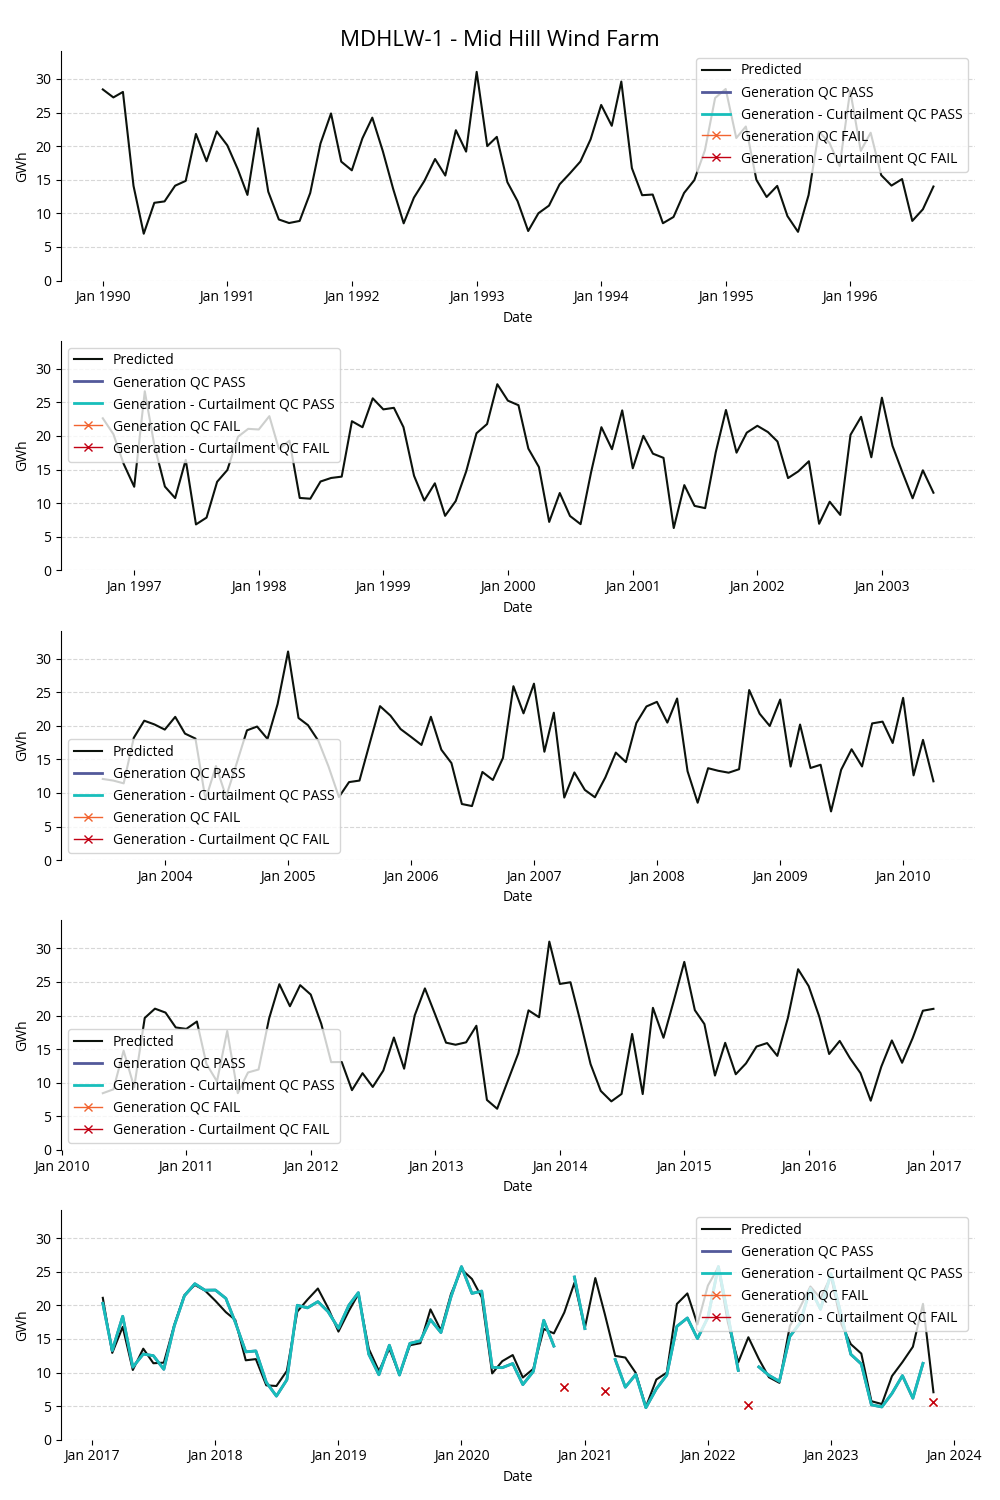 MDHLW-1 - Mid Hill Wind Farm
30
25
20
15
10
5
0
GWh
Predicted
Generation QC PASS
Generation - Curtailment QC PASS
Generation QC FAIL
Generation - Curtailment QC FAIL
Jan 1990 Jan 1991 Jan 1992 Jan 1993 Jan 1994 Jan 1995 Jan 1996
Date
30
25
20
15
10
5
0
GWh
Predicted
Generation QC PASS
Generation - Curtailment QC PASS
Generation QC FAIL
Generation - Curtailment QC FAIL
Jan 1997 Jan 1998 Jan 1999 Jan 2000 Jan 2001 Jan 2002 Jan 2003
Date
30
25
20
15
10
5
0
GWh
Predicted
Generation QC PASS
Generation - Curtailment QC PASS
Generation QC FAIL
Generation - Curtailment QC FAIL
Jan 2004 Jan 2005 Jan 2006 Jan 2007 Jan 2008 Jan 2009 Jan 2010
Date
30
25
20
15
10
5
0
GWh
Predicted
Generation QC PASS
Generation - Curtailment QC PASS
Generation QC FAIL
Generation - Curtailment QC FAIL
Jan 2010 Jan 2011 Jan 2012 Jan 2013 Jan 2014 Jan 2015 Jan 2016 Jan 2017
Date
30
25
20
15
10
5
0
GWh
Predicted
Generation QC PASS
Generation - Curtailment QC PASS
Generation QC FAIL
Generation - Curtailment QC FAIL
Jan 2017 Jan 2018 Jan 2019 Jan 2020 Jan 2021 Jan 2022 Jan 2023 Jan 2024
Date